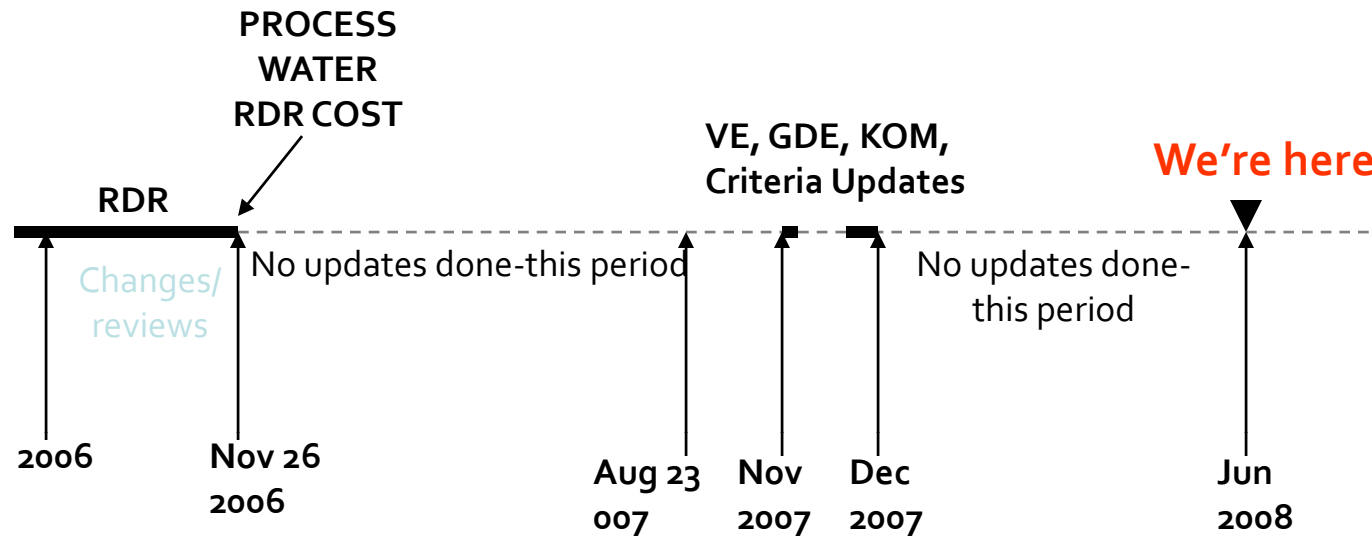 PROCESS
WATER
RDR COST
VE, GDE, KOM,
Criteria Updates
We're here
RDR
Changes/
reviews
No updates done-this period
No updates done-
this period
2006
Nov 26
2006
Aug 23
007
Nov
2007
Dec
2007
Jun
2008